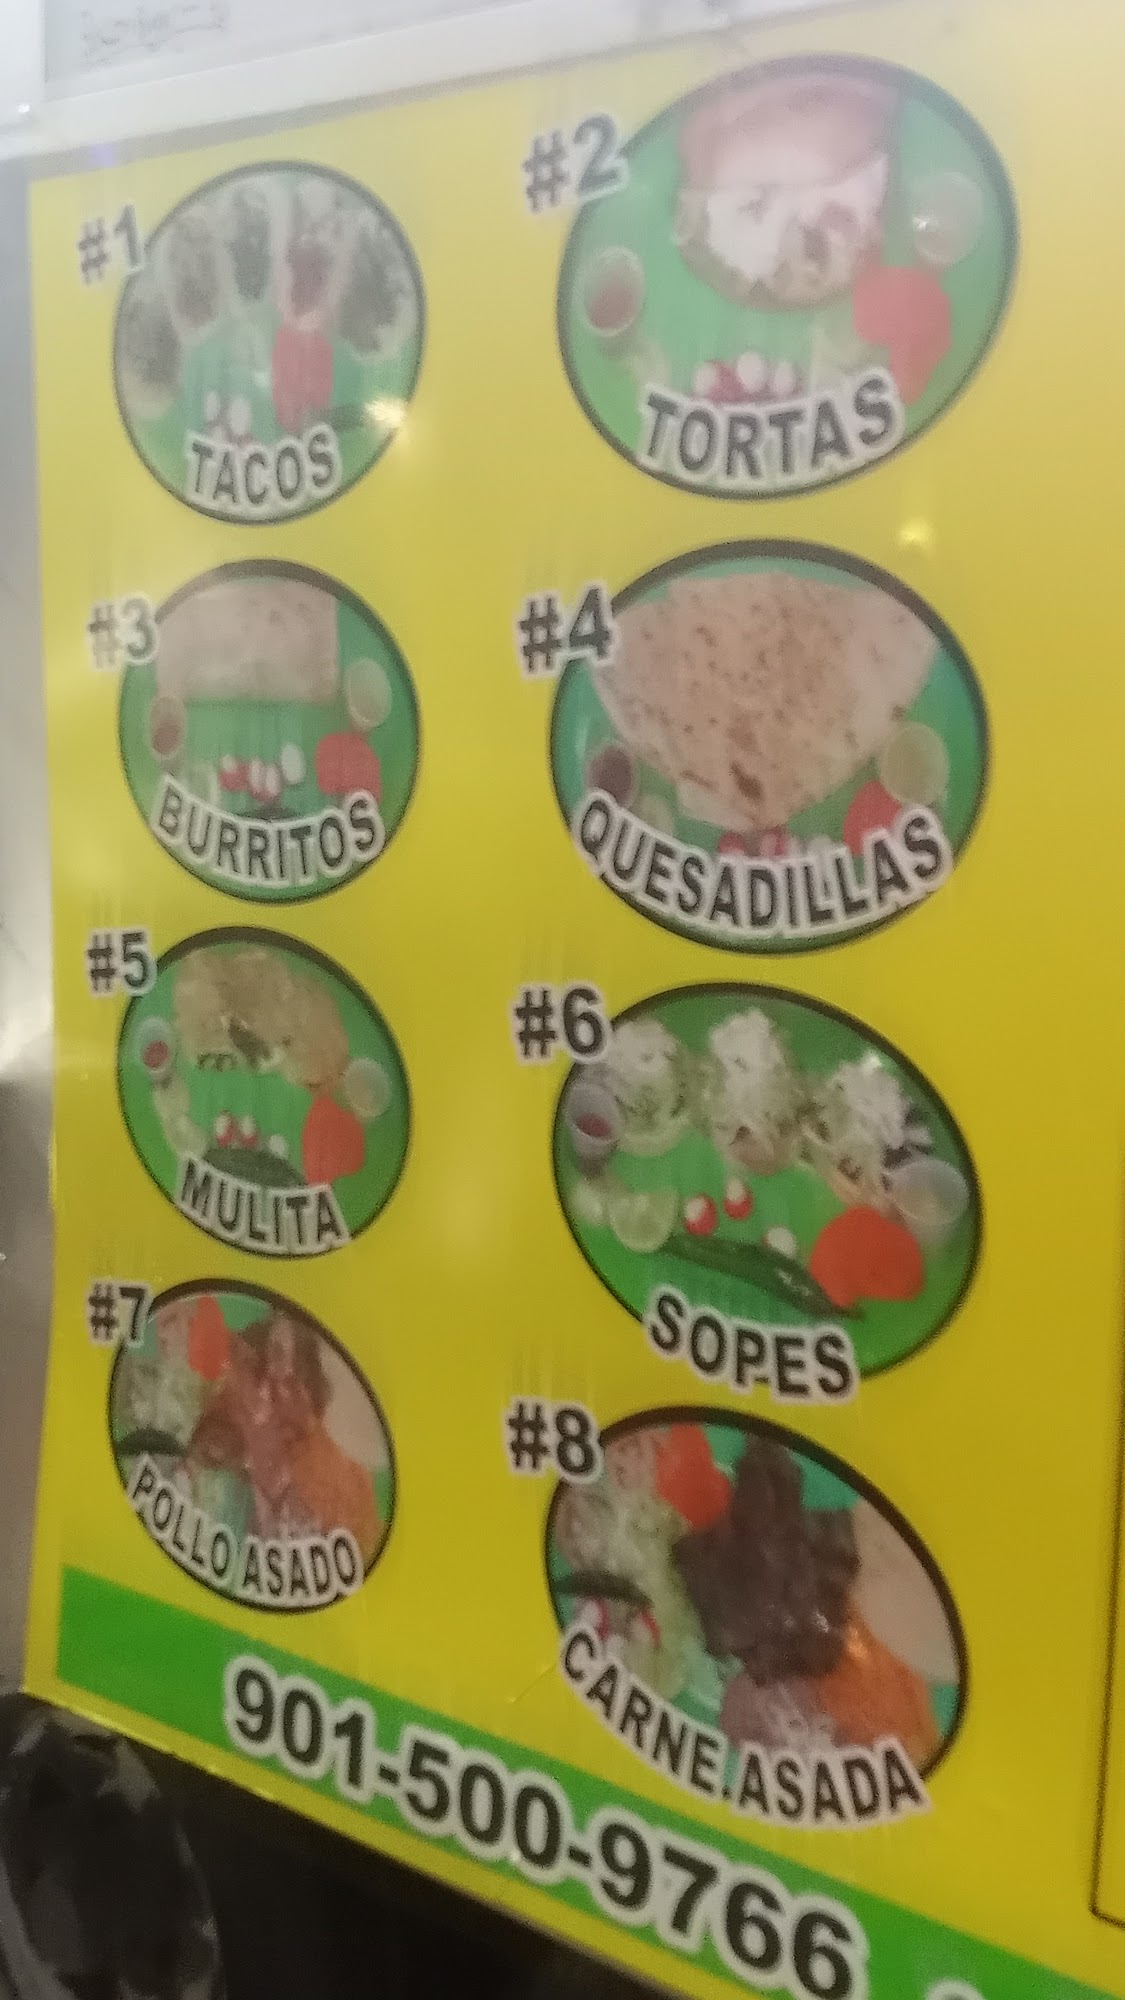 #1
TACOS
#2
TORTAS
#3
BURRITOS
#4
QUESADILLAS
#5
MULITA
#6
SOPES
#7
POLLO ASADO
#8
CARNE.ASADA
901-500-9766